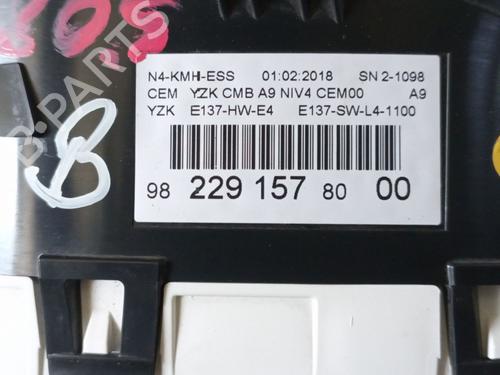 N4-KMH-ESS 01:02:2018 SN 2-1098
CEM YZK CMB A9 NIV4 CEM00 A9
YZK E137-HW-E4 E137-SW-L4-1100
98 229 157 80 00
B
B-PARTS